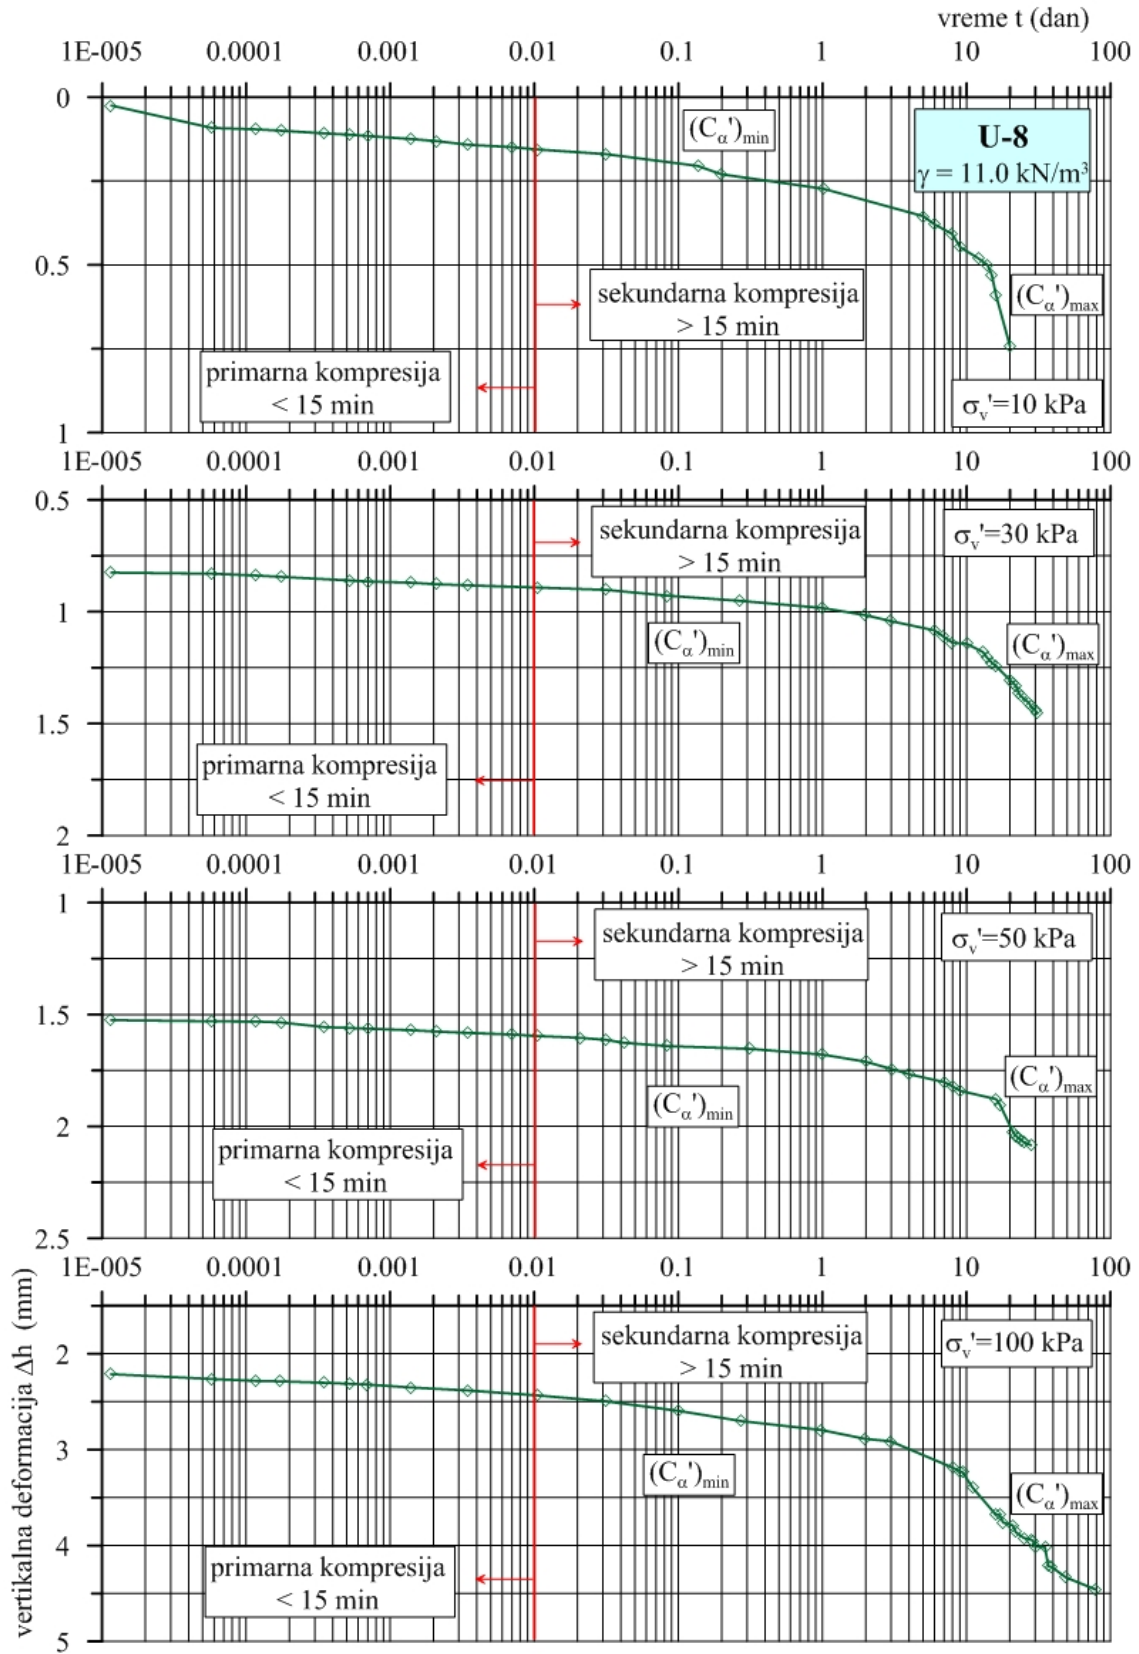 vreme t (dan)
1E-005 0.0001 0.001 0.01 0.1 1 10 100
0
(Cα')min
U-8
γ = 11.0 kN/m³
0.5
sekundarna kompresija
> 15 min
(Cα')max
primarna kompresija
< 15 min
σv'=10 kPa
1
1E-005 0.0001 0.001 0.01 0.1 1 10 100
0.5
sekundarna kompresija
> 15 min
σv'=30 kPa
1
(Cα')min
(Cα')max
1.5
primarna kompresija
< 15 min
2
1E-005 0.0001 0.001 0.01 0.1 1 10 100
1
sekundarna kompresija
> 15 min
σv'=50 kPa
1.5
(Cα')max
(Cα')min
2
primarna kompresija
< 15 min
2.5
1E-005 0.0001 0.001 0.01 0.1 1 10 100
sekundarna kompresija
> 15 min
σv'=100 kPa
2
3
(Cα')min
(Cα')max
4
primarna kompresija
< 15 min
5
vertikalna deformacija Δh (mm)